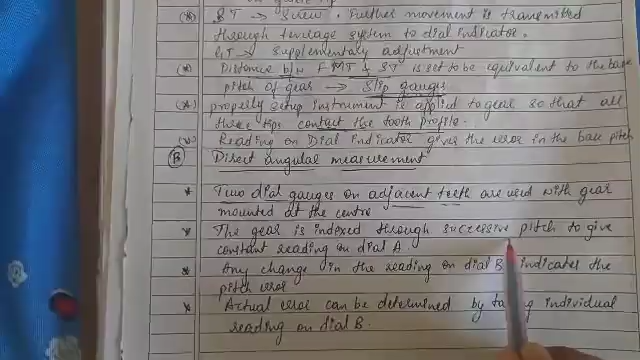 (*) ST → Screw. Further movement is transmitted
through leverage system to dial indicator.
GT → Supplementary adjustment
(*) Distance b/n FMT & ST is set to be equivalent to the base
pitch of gear → Slip gauges
(*) properly setup instrument is applied to gear so that all
three tips contact the tooth profile.
Reading on Dial indicator gives the error in the base pitch
(B) Direct angular measurement
* Two dial gauges on adjacent teeth are used with gear
mounted at the centre
* The gear is indexed through successive pitch to give
constant reading on dial A.
* Any change in the reading on dial B indicates the
pitch error
* Actual error can be determined by taking individual
reading on dial B.